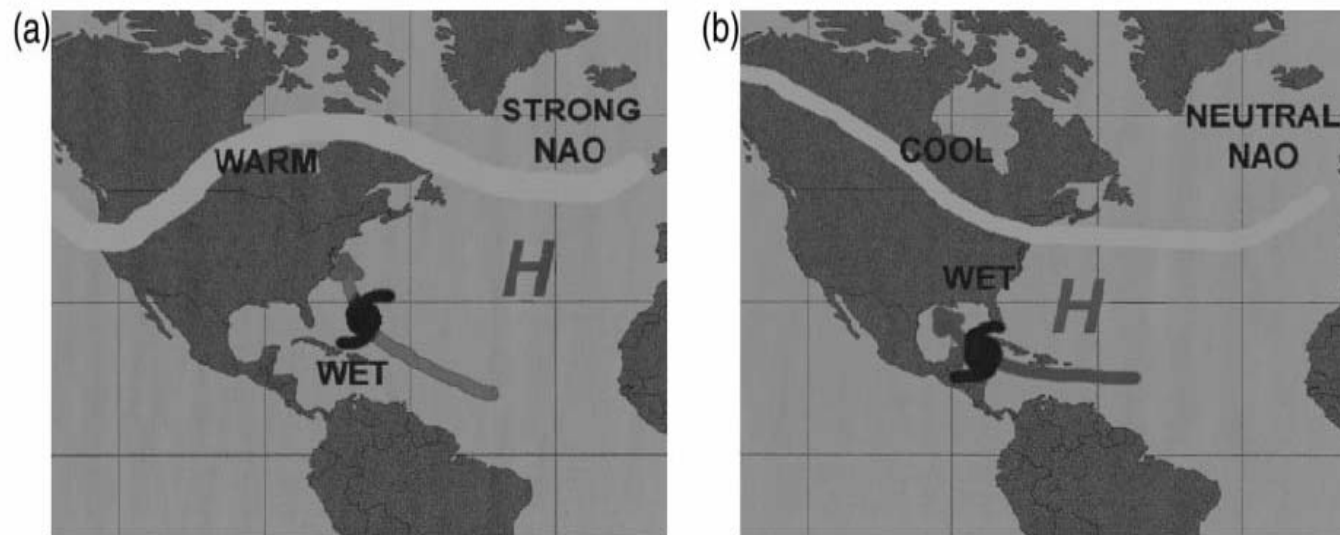 (a)
STRONG
NAO
WARM
H
WET
(b)
NEUTRAL
NAO
COOL
WET
H